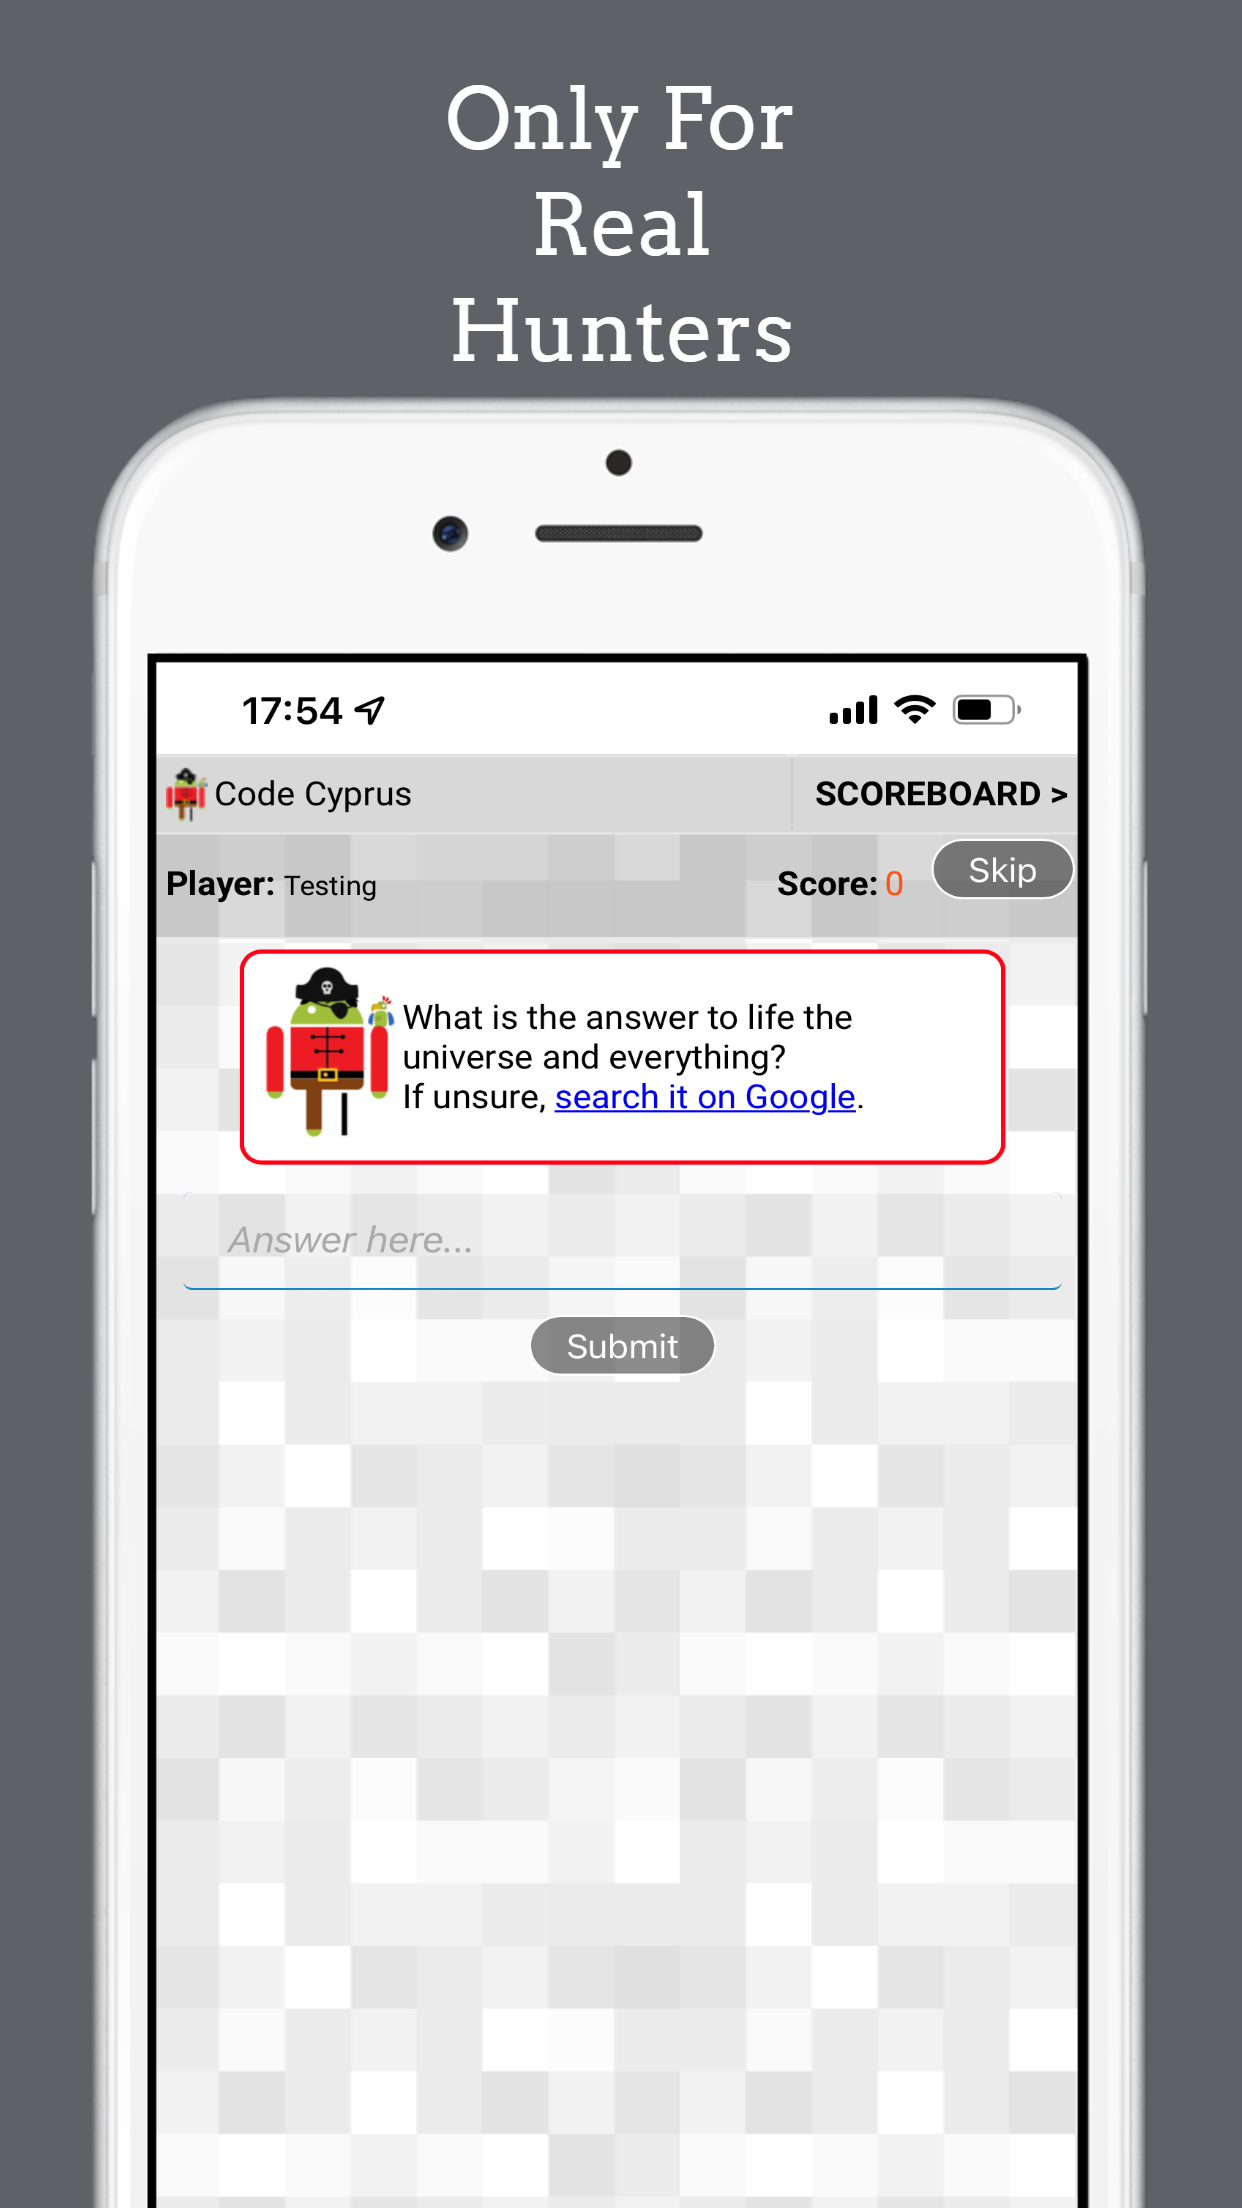 Only For
Real
Hunters
17:54
Code Cyprus
SCOREBOARD >
Player: Testing
Score: 0
Skip
What is the answer to life the
universe and everything?
If unsure, search it on Google.
Answer here...
Submit